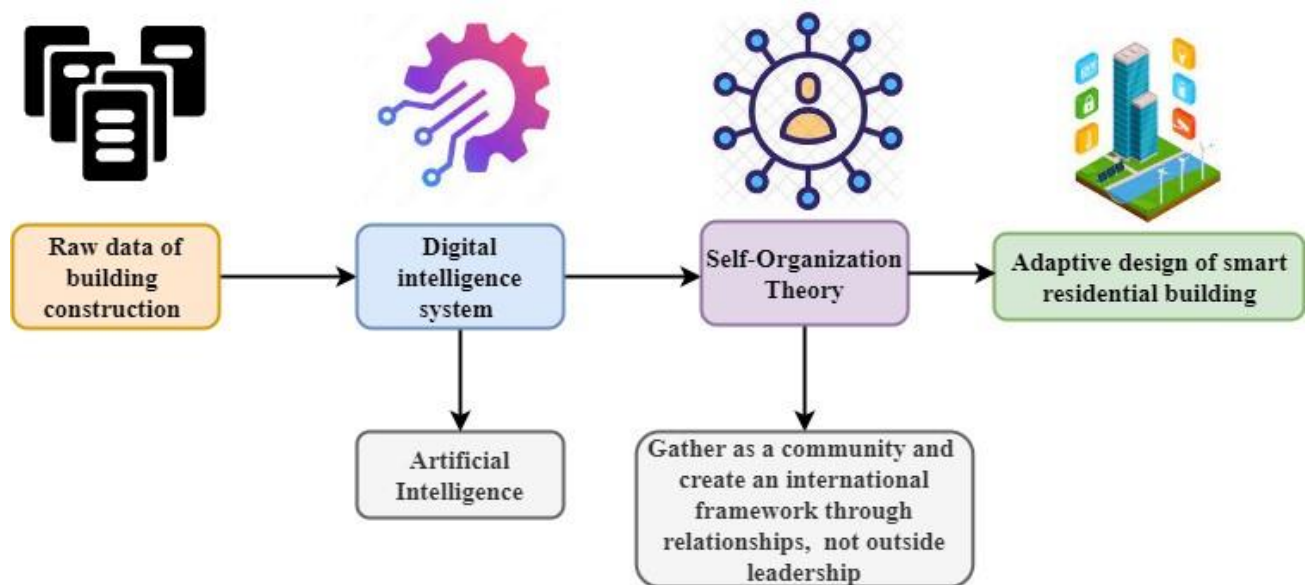 Raw data of
building
construction
Digital
intelligence
system
Self-Organization
Theory
Adaptive design of smart
residential building
Artificial
Intelligence
Gather as a community and
create an international
framework through
relationships, not outside
leadership